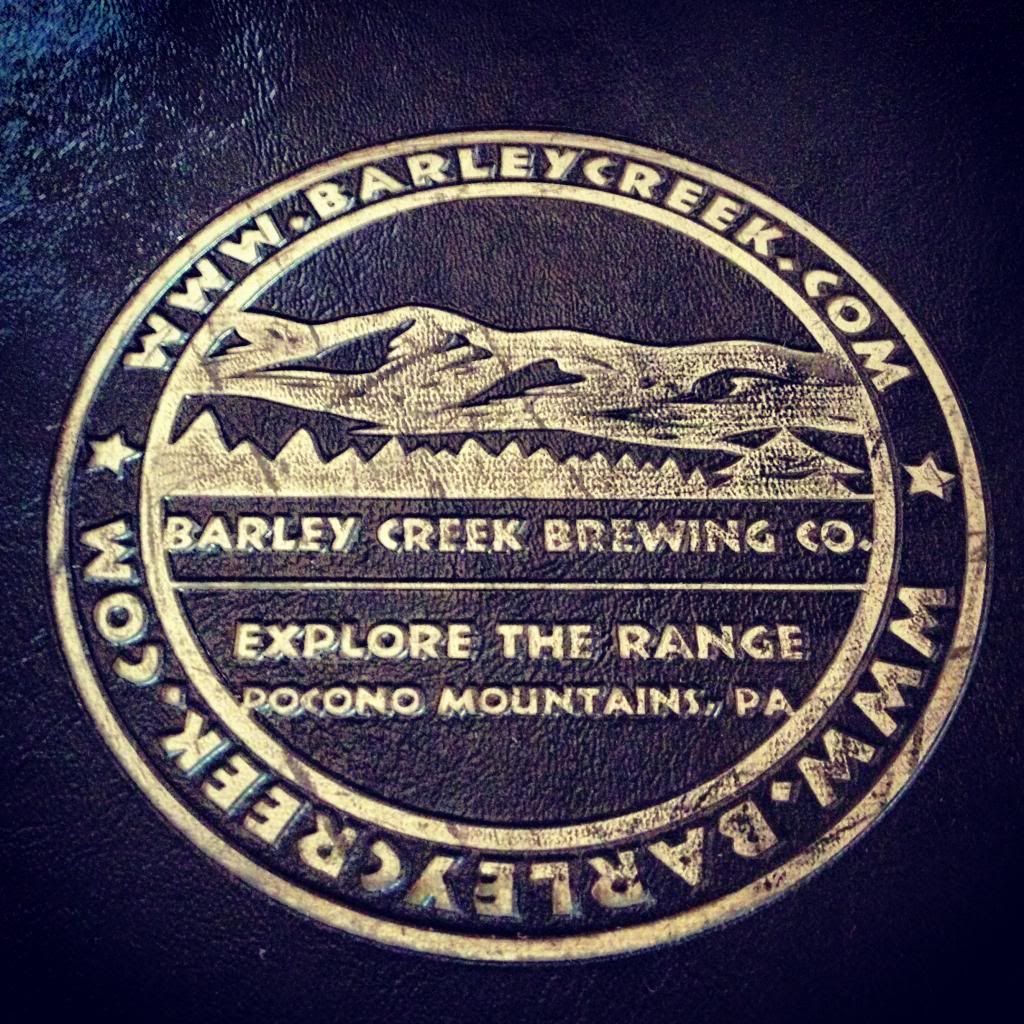 WWW.BARLEYCREEK.COM
BARLEY CREEK BREWING CO.
EXPLORE THE RANGE
POCONO MOUNTAINS, PA
WWW.BARLEYCREEK.COM